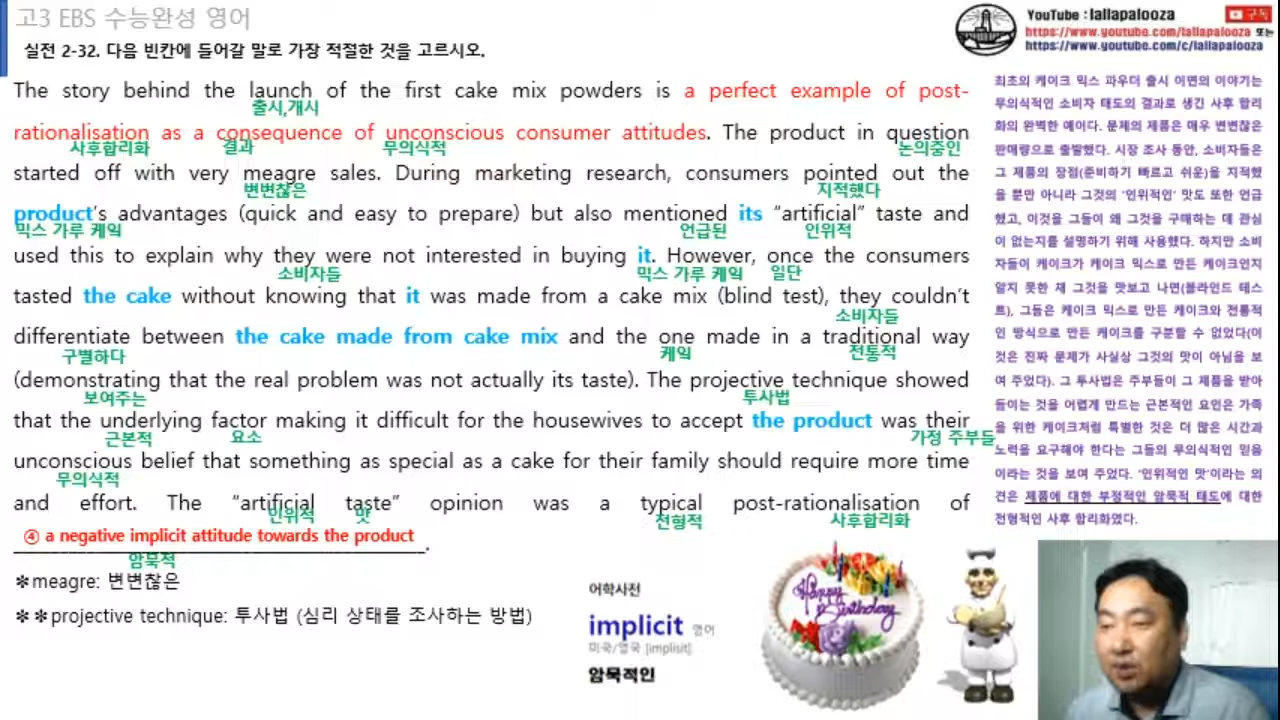 고3 EBS 수능완성 영어
YouTube : lallapalooza
구독
https://www.youtube.com/lallapalooza 또는
https://www.youtube.com/c/lallapalooza
실전 2-32. 다음 빈칸에 들어갈 말로 가장 적절한 것을 고르시오.
The story behind the launch of the first cake mix powders is a perfect example of post-
출시,개시
rationalisation as a consequence of unconscious consumer attitudes. The product in question
사후합리화 결과 무의식적 논의중인
started off with very meagre sales. During marketing research, consumers pointed out the
변변찮은 지적했다
product's advantages (quick and easy to prepare) but also mentioned its “artificial” taste and
믹스 가루 케익 언급된 인위적
used this to explain why they were not interested in buying it. However, once the consumers
소비자들 믹스 가루 케익 일단
tasted the cake without knowing that it was made from a cake mix (blind test), they couldn't
소비자들
differentiate between the cake made from cake mix and the one made in a traditional way
구별하다 케익 전통적
(demonstrating that the real problem was not actually its taste). The projective technique showed
보여주는 투사법
that the underlying factor making it difficult for the housewives to accept the product was their
근본적 요소 가정 주부들
unconscious belief that something as special as a cake for their family should require more time
무의식적
and effort. The “artificial taste” opinion was a typical post-rationalisation of
인위적 맛 전형적 사후합리화
④ a negative implicit attitude towards the product.
암묵적
＊meagre: 변변찮은
＊＊projective technique: 투사법 (심리 상태를 조사하는 방법)
최초의 케이크 믹스 파우더 출시 이면의 이야기는
무의식적인 소비자 태도의 결과로 생긴 사후 합리
화의 완벽한 예이다. 문제의 제품은 매우 변변찮은
판매량으로 출발했다. 시장 조사 동안, 소비자들은
그 제품의 장점(준비하기 빠르고 쉬운)을 지적했
을 뿐만 아니라 그것의 '인위적인' 맛도 또한 언급
했고, 이것을 그들이 왜 그것을 구매하는 데 관심
이 없는지를 설명하기 위해 사용했다. 하지만 소비
자들이 케이크가 케이크 믹스로 만든 케이크인지
알지 못한 채 그것을 맛보고 나면(블라인드 테스
트), 그들은 케이크 믹스로 만든 케이크와 전통적
인 방식으로 만든 케이크를 구분할 수 없었다(이
것은 진짜 문제가 사실상 그것의 맛이 아님을 보
여 주었다). 그 투사법은 주부들이 그 제품을 받아
들이는 것을 어렵게 만드는 근본적인 요인은 가족
을 위한 케이크처럼 특별한 것은 더 많은 시간과
노력을 요구해야 한다는 그들의 무의식적인 믿음
이라는 것을 보여 주었다. '인위적인 맛'이라는 의
견은 제품에 대한 부정적인 암묵적 태도에 대한
전형적인 사후 합리화였다.
어학사전
implicit 영어
미국/영국 [implisit]
암묵적인
Happy
Birthday